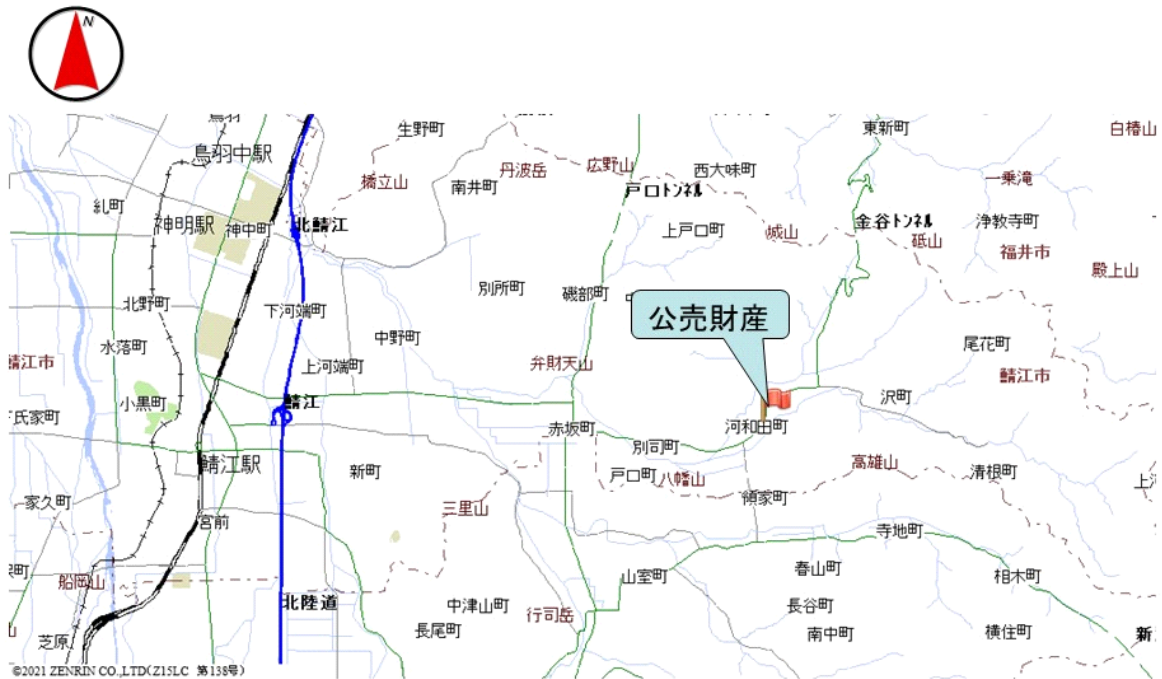 N
生野町
東新町
白椿山
鳥羽中駅
橋立山
南井町
丹波岳
広野山
西大味町
一乗滝
戸口トンネル
糺町
神明駅
神中町
北鯖江
上戸口町
城山
金谷トンネル
砥山
浄教寺町
福井市
殿上山
別所町
磯部町
北野町
下河端町
公売財産
水落町
中野町
尾花町
鯖江市
上河端町
弁財天山
鯖江市
小黒町
鯖江
沢町
赤坂町
河和田町
別司町
鯖江駅
新町
戸口町
八幡山
高雄山
清根町
家久町
三里山
領家町
宮前
寺地町
船岡山
山室町
春山町
相木町
北陸道
中津山町
行司岳
長谷町
芝原
長尾町
南中町
横住町
©2021 ZENRIN CO.,LTD(Z15LC 第138号)